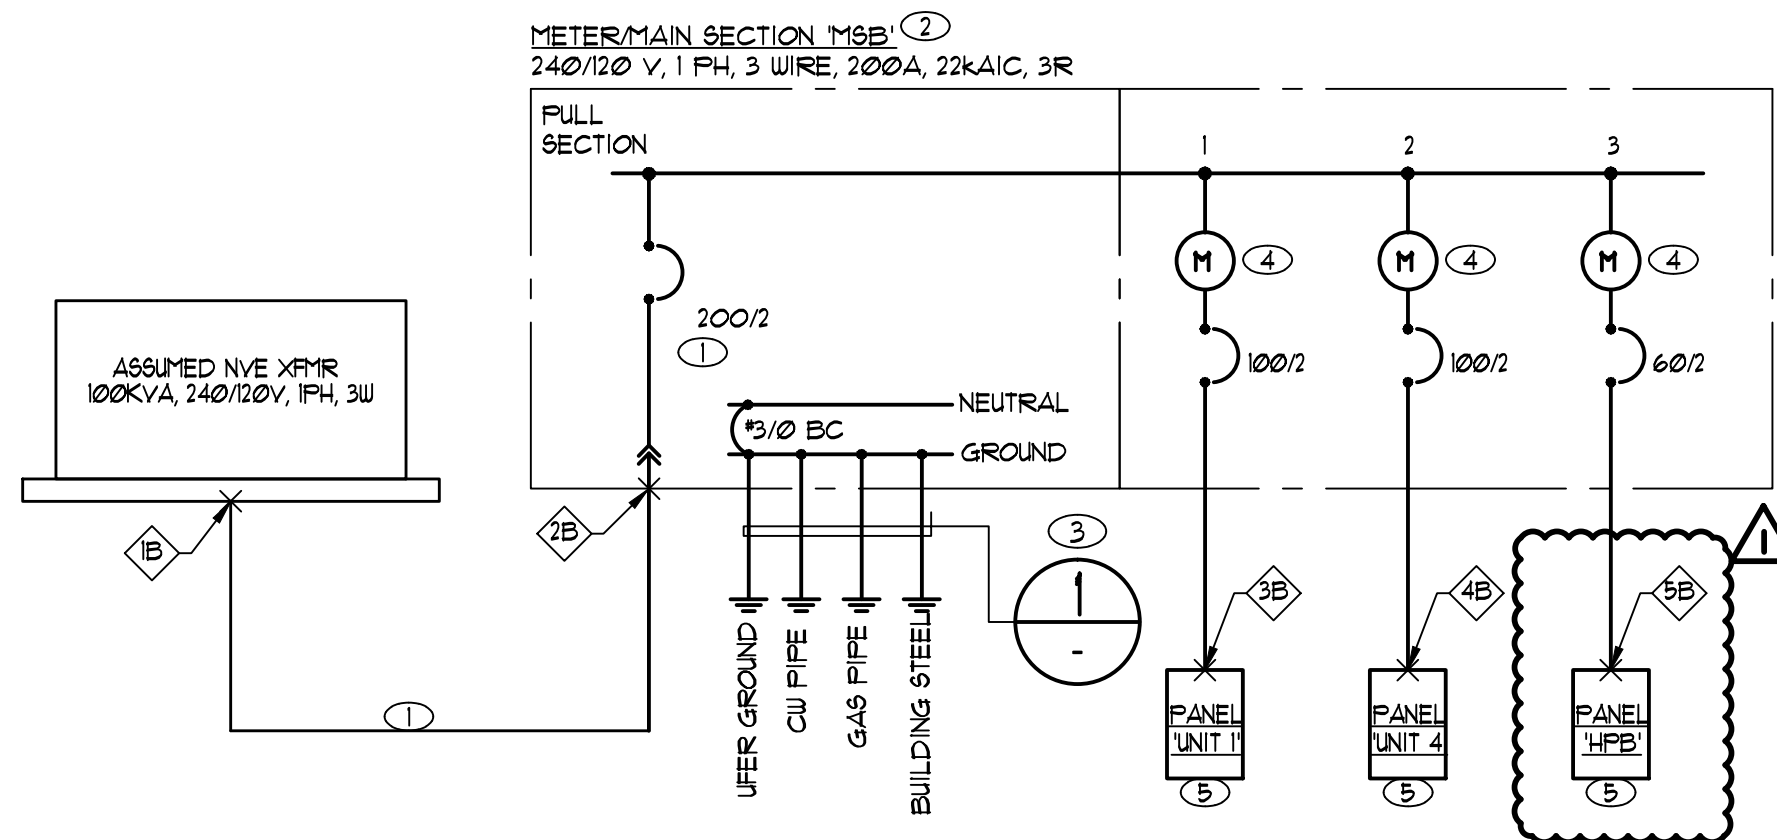 METER/MAIN SECTION 'MSB' 2
240/120 V, 1 PH, 3 WIRE, 200A, 22kAIC, 3R
PULL
SECTION
1 2 3
M 4 M 4 M 4
200/2
1
100/2 100/2 60/2
ASSUMED NVE XFMR
100KVA, 240/120V, 1PH, 3W
NEUTRAL
#3/0 BC
GROUND
1B
2B
3
1
-
3B 4B 5B
1
1
UFER GROUND
CW PIPE
GAS PIPE
BUILDING STEEL
PANEL
'UNIT 1'
5
PANEL
'UNIT 4
5
PANEL
'HPB'
5